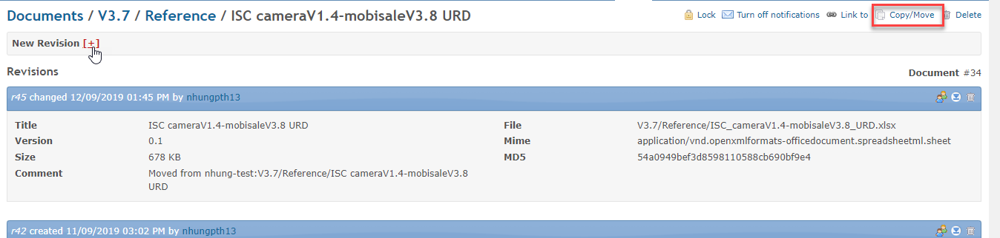 Documents / V3.7 / Reference / ISC cameraV1.4-mobisaleV3.8 URD
Lock Turn off notifications Link to Copy/Move Delete
New Revision [+]
Revisions
Document #34
r45 changed 12/09/2019 01:45 PM by nhungpth13
Title ISC cameraV1.4-mobisaleV3.8 URD File V3.7/Reference/ISC_cameraV1.4-mobisaleV3.8_URD.xlsx
Version 0.1 Mime application/vnd.openxmlformats-officedocument.spreadsheetml.sheet
Size 678 KB MD5 54a0949bef3d8598110588cb690bf9e4
Comment Moved from nhung-test:V3.7/Reference/ISC cameraV1.4-mobisaleV3.8
URD
r42 created 11/09/2019 03:02 PM by nhungpth13